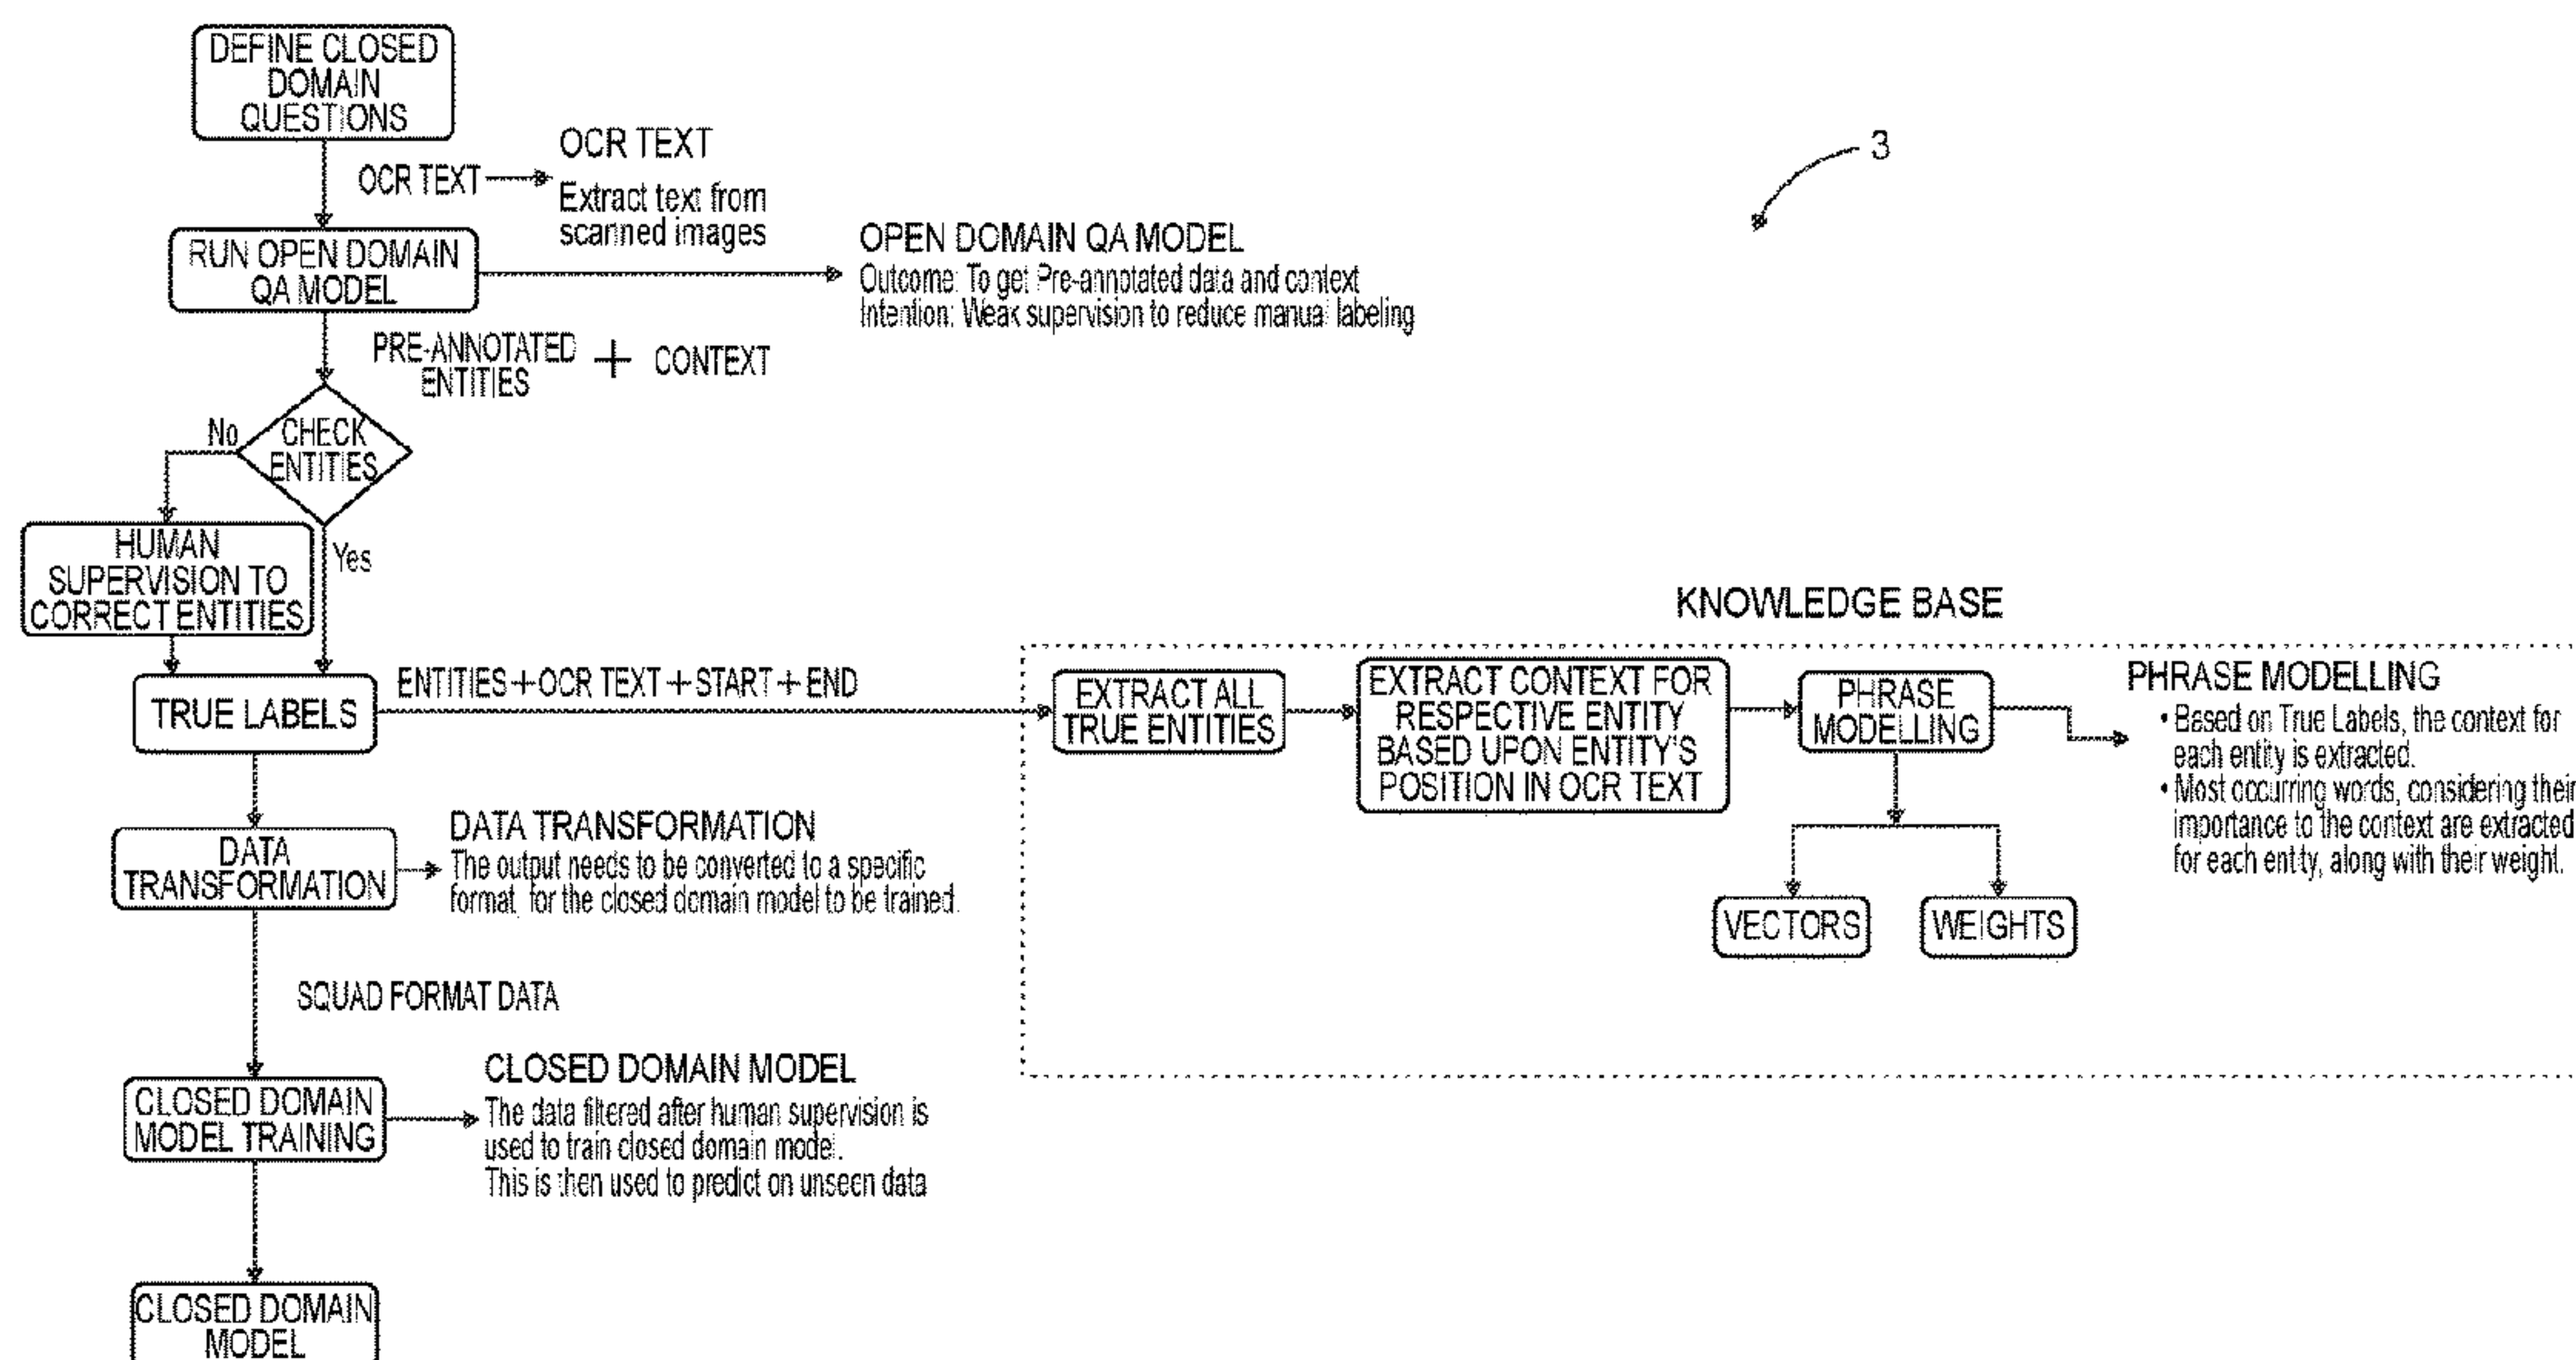 DEFINE CLOSED
DOMAIN
QUESTIONS
OCR TEXT
OCR TEXT
Extract text from
scanned images
3
RUN OPEN DOMAIN
QA MODEL
OPEN DOMAIN QA MODEL
Outcome: To get Pre-annotated data and context
Intention: Weak supervision to reduce manual labeling
PRE-ANNOTATED
ENTITIES
+ CONTEXT
No
CHECK
ENTITIES
Yes
HUMAN
SUPERVISION TO
CORRECT ENTITIES
TRUE LABELS
ENTITIES+OCR TEXT+START+END
KNOWLEDGE BASE
EXTRACT ALL
TRUE ENTITIES
EXTRACT CONTEXT FOR
RESPECTIVE ENTITY
BASED UPON ENTITY'S
POSITION IN OCR TEXT
PHRASE
MODELLING
PHRASE MODELLING
• Based on True Labels, the context for
each entity is extracted.
• Most occurring words, considering their
importance to the context are extracted
for each entity, along with their weight.
VECTORS
WEIGHTS
DATA
TRANSFORMATION
DATA TRANSFORMATION
The output needs to be converted to a specific
format, for the closed domain model to be trained.
SQUAD FORMAT DATA
CLOSED DOMAIN
MODEL TRAINING
CLOSED DOMAIN MODEL
The data filtered after human supervision is
used to train closed domain model.
This is then used to predict on unseen data
CLOSED DOMAIN
MODEL